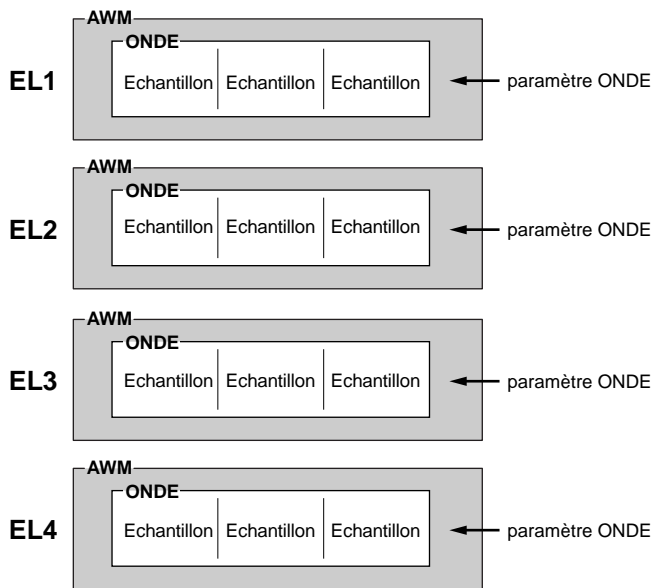 AWM
ONDE
EL1 Echantillon Echantillon Echantillon paramètre ONDE
AWM
ONDE
EL2 Echantillon Echantillon Echantillon paramètre ONDE
AWM
ONDE
EL3 Echantillon Echantillon Echantillon paramètre ONDE
AWM
ONDE
EL4 Echantillon Echantillon Echantillon paramètre ONDE